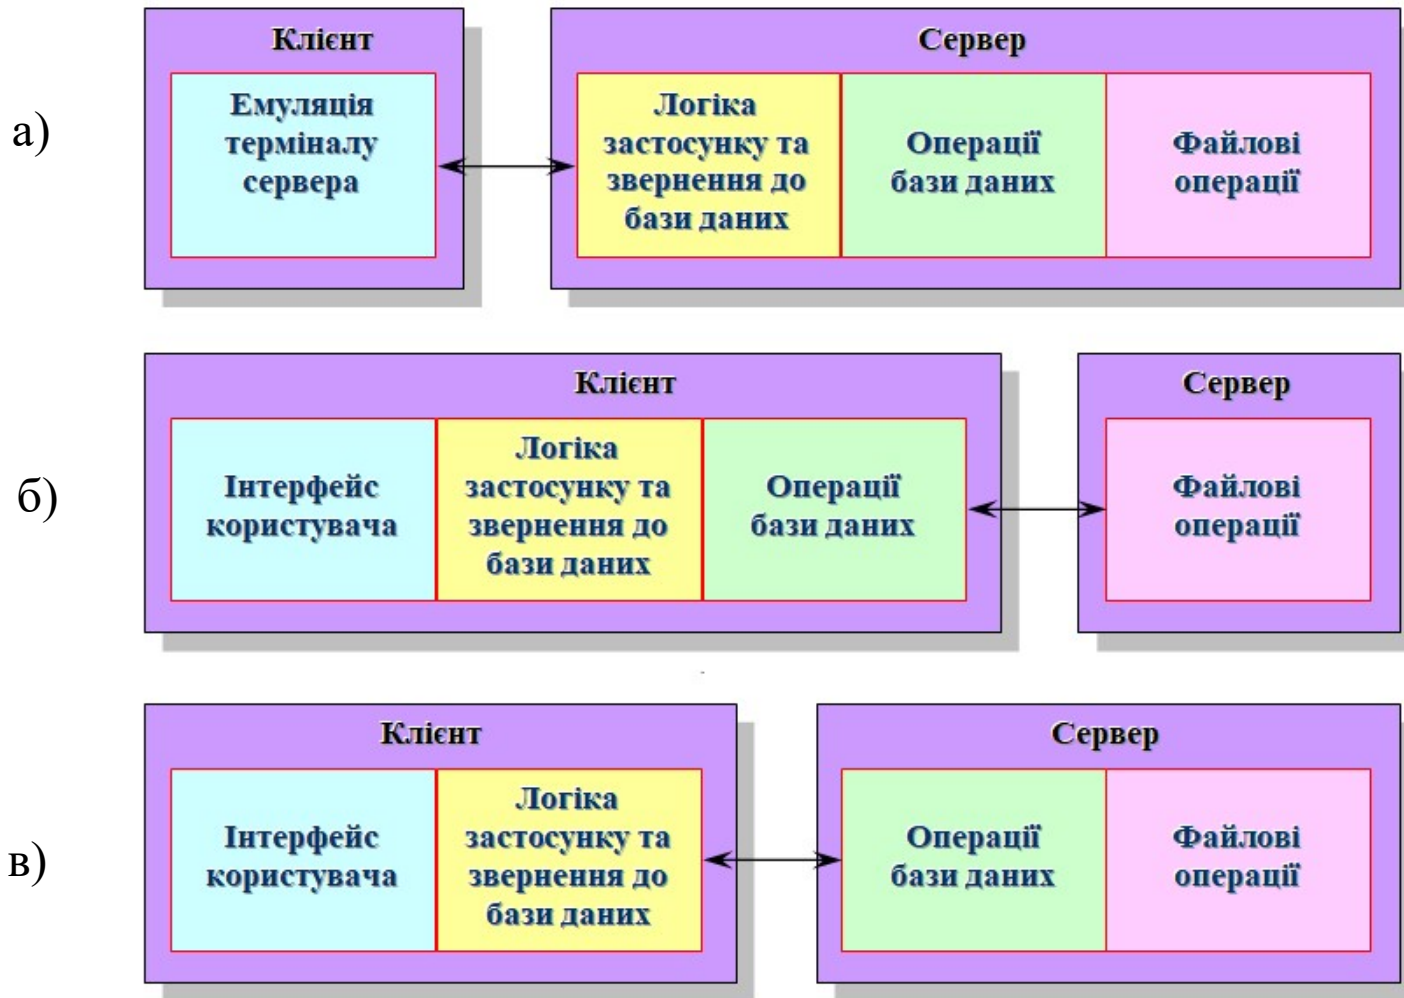 а)
Клієнт
Емуляція
терміналу
сервера
Сервер
Логіка
застосунку та
звернення до
бази даних
Операції
бази даних
Файлові
операції
б)
Клієнт
Інтерфейс
користувача
Логіка
застосунку та
звернення до
бази даних
Операції
бази даних
Сервер
Файлові
операції
в)
Клієнт
Інтерфейс
користувача
Логіка
застосунку та
звернення до
бази даних
Сервер
Операції
бази даних
Файлові
операції